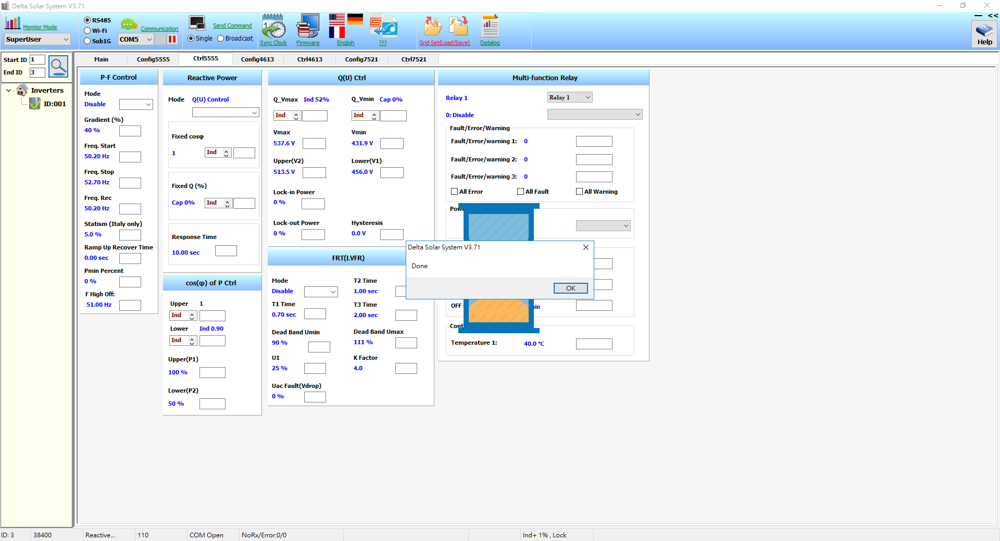 Delta Solar System V3.71
Monitor Mode
SuperUser
RS485
Wi-Fi
Sub1G
Communication
COM5
Send Command
Single
Broadcast
Sync Clock
Firmware
English
???
Grid Set(Load/Save)
Datalog
<<
Help
Start ID 1
End ID 3
Inverters
ID:001
Main
Config5555
Ctrl5555
Config4613
Ctrl4613
Config7521
Ctrl7521
P-F Control
Mode
Disable
Gradient (%)
40 %
Freq. Start
50.20 Hz
Freq. Stop
52.70 Hz
Freq. Rec
50.20 Hz
Statism (Italy only)
5.0 %
Ramp Up Recover Time
0.00 sec
Pmin Percent
0 %
F High Off:
51.00 Hz
Reactive Power
Mode Q(U) Control
Fixed cosφ
1 Ind
Fixed Q (%)
Cap 0% Ind
Response Time
10.00 sec
cos(φ) of P Ctrl
Upper 1
Ind
Lower Ind 0.90
Ind
Upper(P1)
100 %
Lower(P2)
50 %
Q(U) Ctrl
Q_Vmax Ind 52%
Ind
Q_Vmin Cap 0%
Ind
Vmax
537.6 V
Vmin
431.9 V
Upper(V2)
513.5 V
Lower(V1)
456.0 V
Lock-in Power
0 %
Lock-out Power
0 %
Hysteresis
0.0 V
FRT(LVFR)
Mode
Disable
T2 Time
1.00 sec
T1 Time
0.70 sec
T3 Time
2.00 sec
Dead Band Umin
90 %
Dead Band Umax
111 %
U1
25 %
K Factor
4.0
Uac Fault(Vdrop)
0 %
Multi-function Relay
Relay 1
Relay 1
0: Disable
Fault/Error/Warning
Fault/Error/warning 1: 0
Fault/Error/warning 2: 0
Fault/Error/warning 3: 0
All Error
All Fault
All Warning
Delta Solar System V3.71
Done
OK
OFF
Temperature 1: 40.0 °C
ID: 3
38400
Reactive...
110
COM Open
NoRx/Error:0/0
Ind+ 1% , Lock